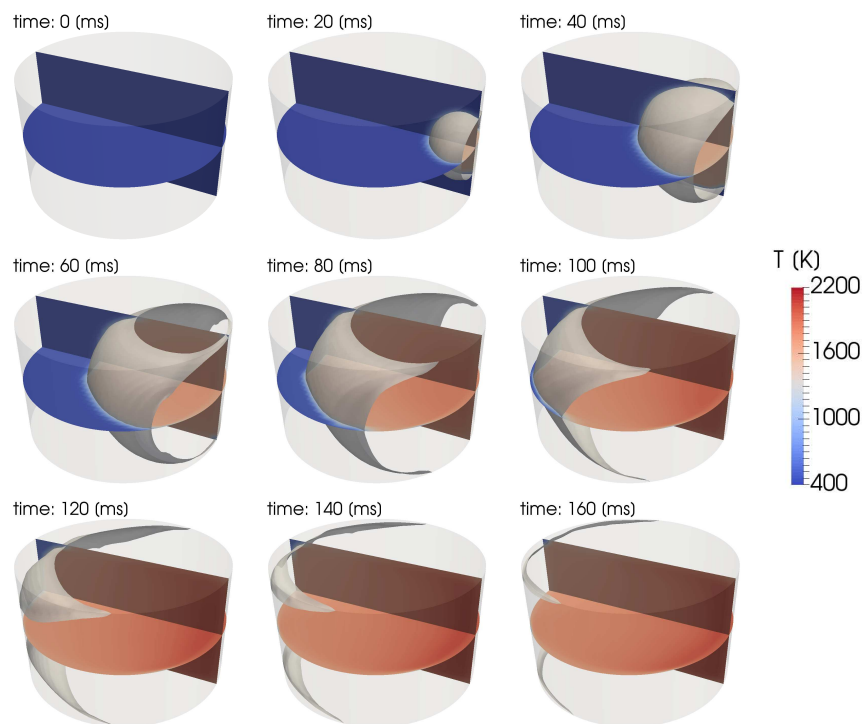 time: 0 (ms)
time: 20 (ms)
time: 40 (ms)
time: 60 (ms)
time: 80 (ms)
time: 100 (ms)
T (K)
2200
1600
1000
400
time: 120 (ms)
time: 140 (ms)
time: 160 (ms)